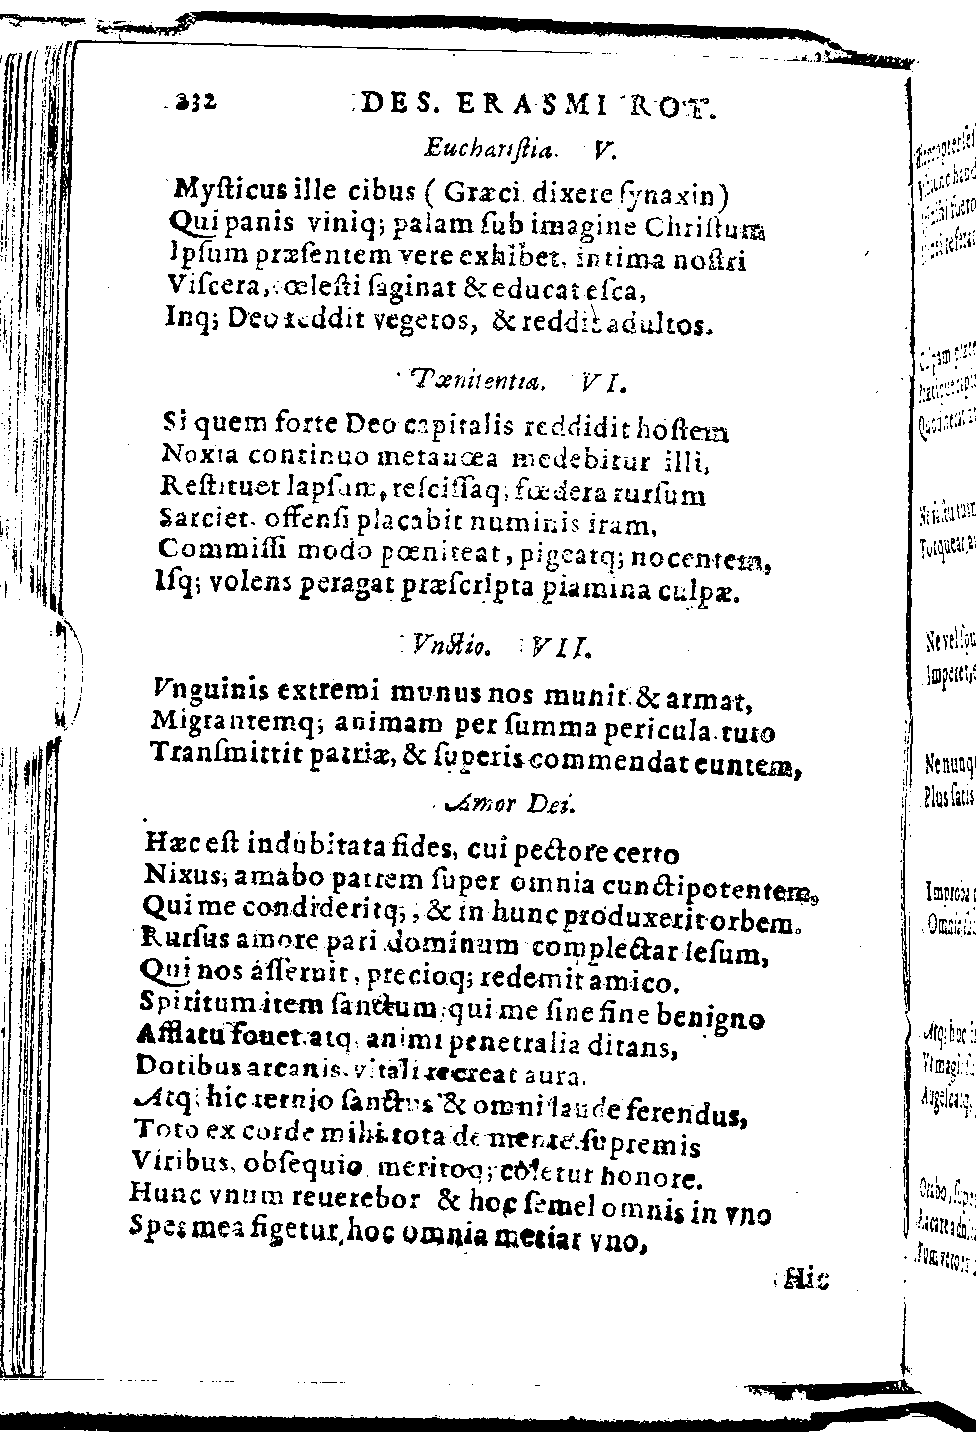 232 DES. ERASMI ROT.
Euchariſtia. V.
Myſticus ille cibus ( Græci dixere ſynaxin)
Qui panis viniq; palam ſub imagine Chriſtum
Ipſum præſentem vere exhibet, intima noſtri
Viſcera, cœleſti ſaginat & educat eſca,
Inq; Deo reddit vegetos, & reddit adultos.
Pœnitentia. VI.
Si quem forte Deo capitalis reddidit hoſtem
Noxia continuo metanœa medebitur illi,
Reſtituet lapſum, reſciſſaq; fœdera rurſum
Sarciet. offenſi placabit numinis iram,
Commiſſi modo pœniteat, pigeatq; nocentem,
Iſq; volens peragat præſcripta piamina culpæ.
Vnctio. VII.
Vnguinis extremi munus nos munit & armat,
Migrantemq; animam per ſumma pericula tuto
Tranſmittit patriæ, & ſuperis commendat euntem,
Amor Dei.
Hæc eſt indubitata fides, cui pectore certo
Nixus, amabo patrem ſuper omnia cunctipotentem,
Qui me condideritq;, & in hunc produxerit orbem.
Rurſus amore pari dominum complectar Ieſum,
Qui nos aſſeruit, precioq; redemit amico.
Spiritum item ſanctum, qui me ſine fine benigno
Afflatu fouet. atq, animi penetralia ditans,
Dotibus arcanis. vitali recreat aura.
Atq; hic ternio ſanctus & omni laude ferendus,
Toto ex corde mihi. tota de mente. ſupremis
Viribus, obſequio meritoq; coletur honore.
Hunc vnum reuerebor & hoc ſemel omnis in vno
Spes mea figetur, hoc omnia metiar vno,
Hic